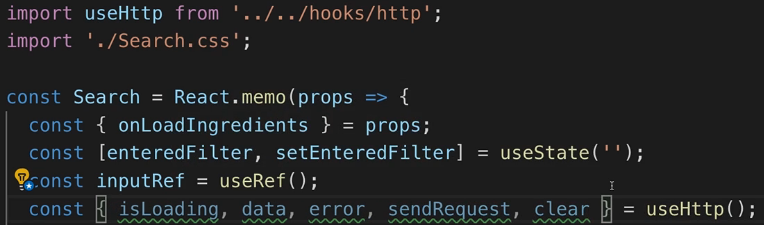 import useHttp from '../../hooks/http';
import './Search.css';
const Search = React.memo(props => {
const { onLoadIngredients } = props;
const [enteredFilter, setEnteredFilter] = useState('');
const inputRef = useRef();
const { isLoading, data, error, sendRequest, clear } = useHttp();